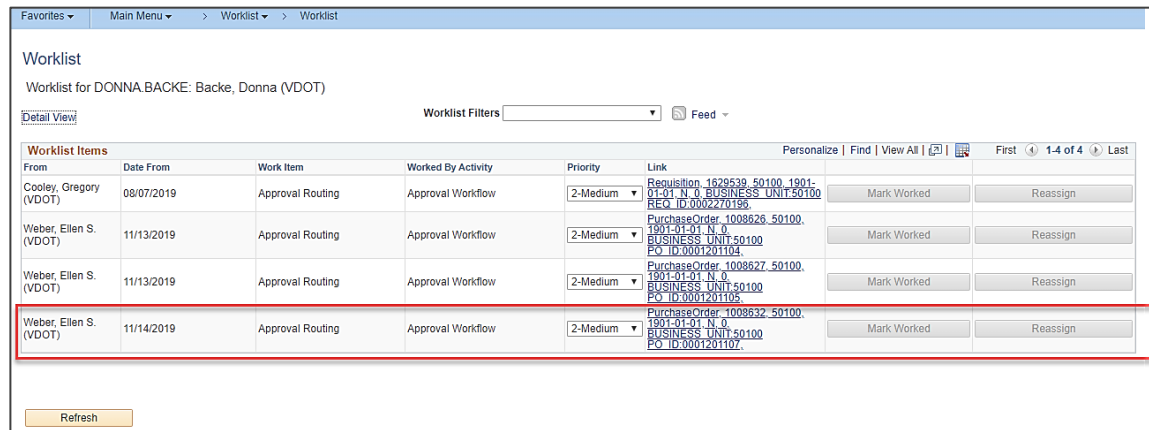 Favorites Main Menu > Worklist > Worklist
Worklist
Worklist for DONNA.BACKE: Backe, Donna (VDOT)
Detail View Worklist Filters Feed
Worklist Items Personalize | Find | View All | | First 1-4 of 4 Last
From Date From Work Item Worked By Activity Priority Link
Cooley, Gregory (VDOT) 08/07/2019 Approval Routing Approval Workflow 2-Medium Requisition, 1629539, 50100, 1901-
01-01, N, 0, BUSINESS_UNIT:50100
REQ_ID:0002270196, Mark Worked Reassign
Weber, Ellen S. (VDOT) 11/13/2019 Approval Routing Approval Workflow 2-Medium PurchaseOrder, 1008626, 50100,
1901-01-01, N, 0,
BUSINESS_UNIT:50100
PO_ID:0001201104, Mark Worked Reassign
Weber, Ellen S. (VDOT) 11/13/2019 Approval Routing Approval Workflow 2-Medium PurchaseOrder, 1008627, 50100,
1901-01-01, N, 0,
BUSINESS_UNIT:50100
PO_ID:0001201105, Mark Worked Reassign
Weber, Ellen S. (VDOT) 11/14/2019 Approval Routing Approval Workflow 2-Medium PurchaseOrder, 1008632, 50100,
1901-01-01, N, 0,
BUSINESS_UNIT:50100
PO_ID:0001201107, Mark Worked Reassign
Refresh